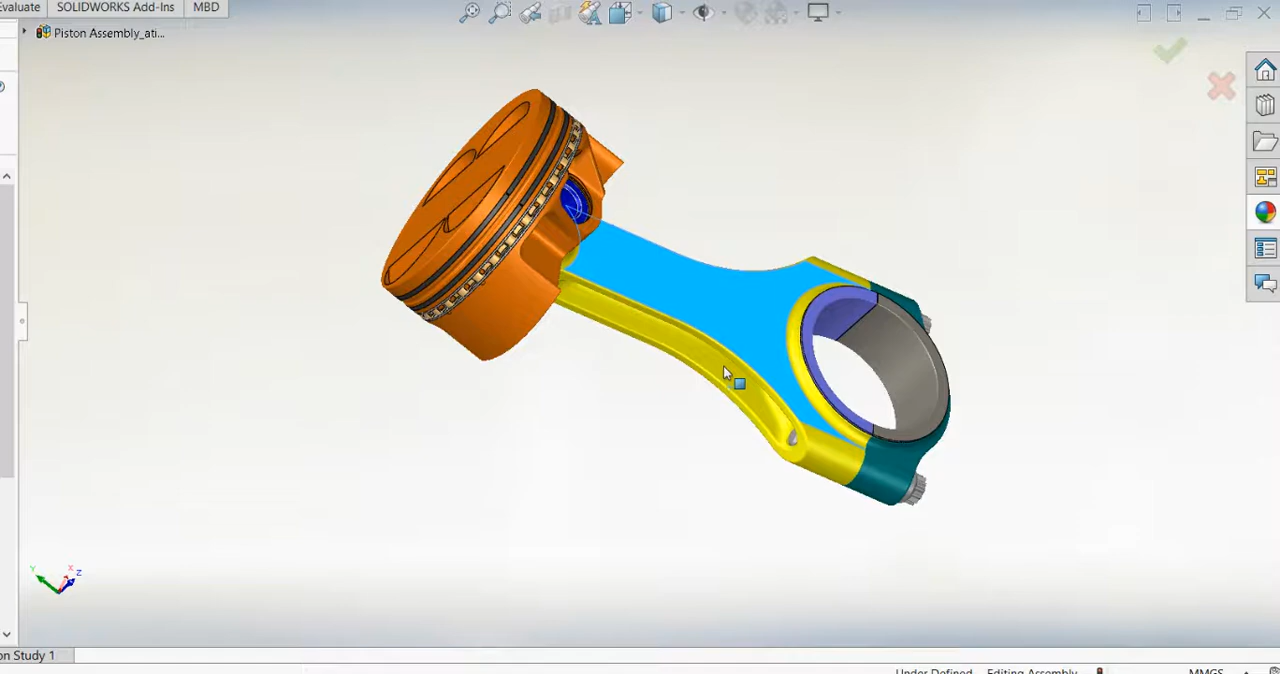 Evaluate SOLIDWORKS Add-Ins MBD
Piston Assembly_ati...
Y X Z
on Study 1
Under Defined Editing Assembly MMGS